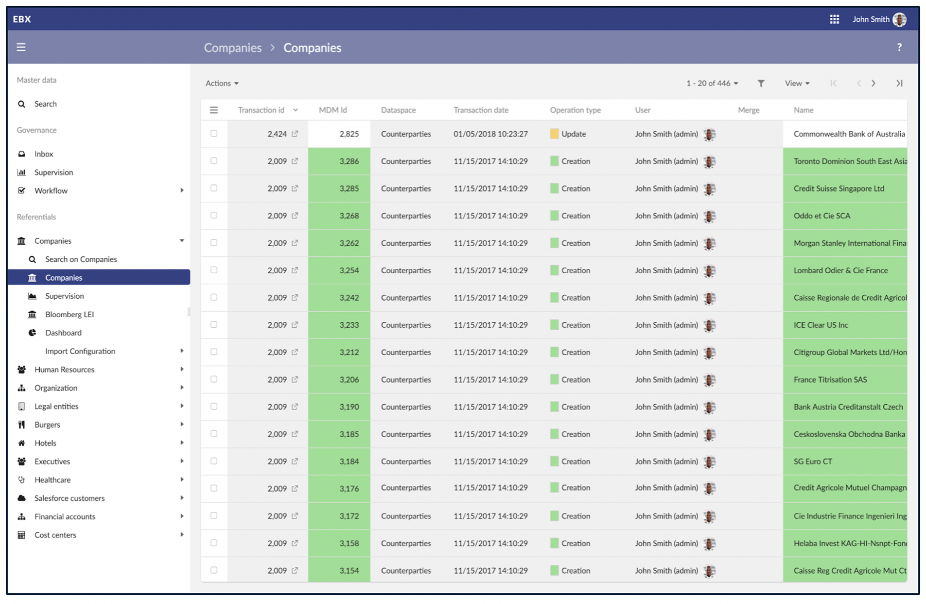 EBX
John Smith
Companies > Companies
?
Master data
Search
Governance
Inbox
Supervision
Workflow
Referentials
Companies
Search on Companies
Companies
Supervision
Bloomberg LEI
Dashboard
Import Configuration
Human Resources
Organization
Legal entities
Burgers
Hotels
Executives
Healthcare
Salesforce customers
Financial accounts
Cost centers
Actions 1 - 20 of 446 View
Transaction id MDM Id Dataspace Transaction date Operation type User Merge Name
2,424 2,825 Counterparties 01/05/2018 10:23:27 Update John Smith (admin) Commonwealth Bank of Australia
2,009 3,286 Counterparties 11/15/2017 14:10:29 Creation John Smith (admin) Toronto Dominion South East Asia
2,009 3,285 Counterparties 11/15/2017 14:10:29 Creation John Smith (admin) Credit Suisse Singapore Ltd
2,009 3,268 Counterparties 11/15/2017 14:10:29 Creation John Smith (admin) Oddo et Cie SCA
2,009 3,262 Counterparties 11/15/2017 14:10:29 Creation John Smith (admin) Morgan Stanley International Fina
2,009 3,254 Counterparties 11/15/2017 14:10:29 Creation John Smith (admin) Lombard Odier & Cie France
2,009 3,242 Counterparties 11/15/2017 14:10:29 Creation John Smith (admin) Caisse Regionale de Credit Agricol
2,009 3,233 Counterparties 11/15/2017 14:10:29 Creation John Smith (admin) ICE Clear US Inc
2,009 3,212 Counterparties 11/15/2017 14:10:29 Creation John Smith (admin) Citigroup Global Markets Ltd/Hon
2,009 3,206 Counterparties 11/15/2017 14:10:29 Creation John Smith (admin) France Titrisation SAS
2,009 3,190 Counterparties 11/15/2017 14:10:29 Creation John Smith (admin) Bank Austria Creditanstalt Czech
2,009 3,185 Counterparties 11/15/2017 14:10:29 Creation John Smith (admin) Ceskoslovenska Obchodna Banka
2,009 3,184 Counterparties 11/15/2017 14:10:29 Creation John Smith (admin) SG Euro CT
2,009 3,176 Counterparties 11/15/2017 14:10:29 Creation John Smith (admin) Credit Agricole Mutuel Champagn
2,009 3,172 Counterparties 11/15/2017 14:10:29 Creation John Smith (admin) Cie Industrie Finance Ingenieri Ing
2,009 3,158 Counterparties 11/15/2017 14:10:29 Creation John Smith (admin) Helaba Invest KAG-HI-Nsnpt-Fon
2,009 3,154 Counterparties 11/15/2017 14:10:29 Creation John Smith (admin) Caisse Reg Credit Agricole Mut Ct